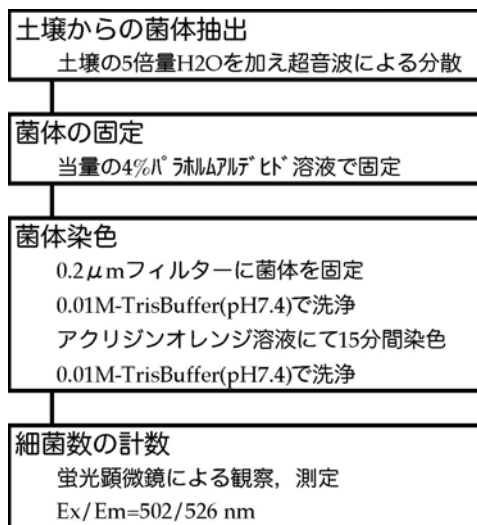 土壌からの菌体抽出
土壌の5倍量H2Oを加え超音波による分散
菌体の固定
当量の4%ﾊﾟﾗﾎﾙﾑｱﾙﾃﾞﾋﾄﾞ溶液で固定
菌体染色
0.2μmフィルターに菌体を固定
0.01M-TrisBuffer(pH7.4)で洗浄
アクリジンオレンジ溶液にて15分間染色
0.01M-TrisBuffer(pH7.4)で洗浄
細菌数の計数
蛍光顕微鏡による観察，測定
Ex/Em=502/526 nm